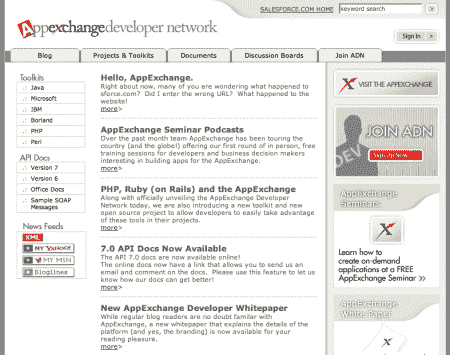 SALESFORCE.COM HOME
keyword search
Appexchange developer network
Sign In
Blog
Projects & Toolkits
Documents
Discussion Boards
Join ADN
Toolkits
Java
Microsoft
IBM
Borland
PHP
Perl
API Docs
Version 7
Version 6
Office Docs
Sample SOAP
Messages
News Feeds
XML
MY YAHOO!
MY MSN
Bloglines
Hello, AppExchange.
Right about now, many of you are wondering what happened to
sforce.com? Did I enter the wrong URL? What happened to the
website!
more>
AppExchange Seminar Podcasts
Over the past month team AppExchange has been touring the
country (and the globe!) offering our first round of in person, free
training sessions for developers and business decision makers
interesting in building apps for the AppExchange.
more>
PHP, Ruby (on Rails) and the AppExchange
Along with officially unveiling the AppExchange Developer
Network today, we are also introducing a new toolkit and new
open source project to allow developers to easily take advantage
of these tools in their projects.
more>
7.0 API Docs Now Available
The API 7.0 docs are now available online!
The online docs now have a link that allows you to send us an
email and comment on the docs. Please use this feature to let us
know how our docs can get better!
more>
New AppExchange Developer Whitepaper
While regular blog readers are no doubt familiar with
AppExchange, a new whitepaper that explains the details of the
platform (and yes, the branding) is now available for your
reading pleasure.
more>
VISIT THE APPEXCHANGE
JOIN ADN
DEV
Sign Up Now
AppExchange
Seminars
Learn how to
create on-demand
applications at a FREE
AppExchange Seminar >>
AppExchange
White Paper